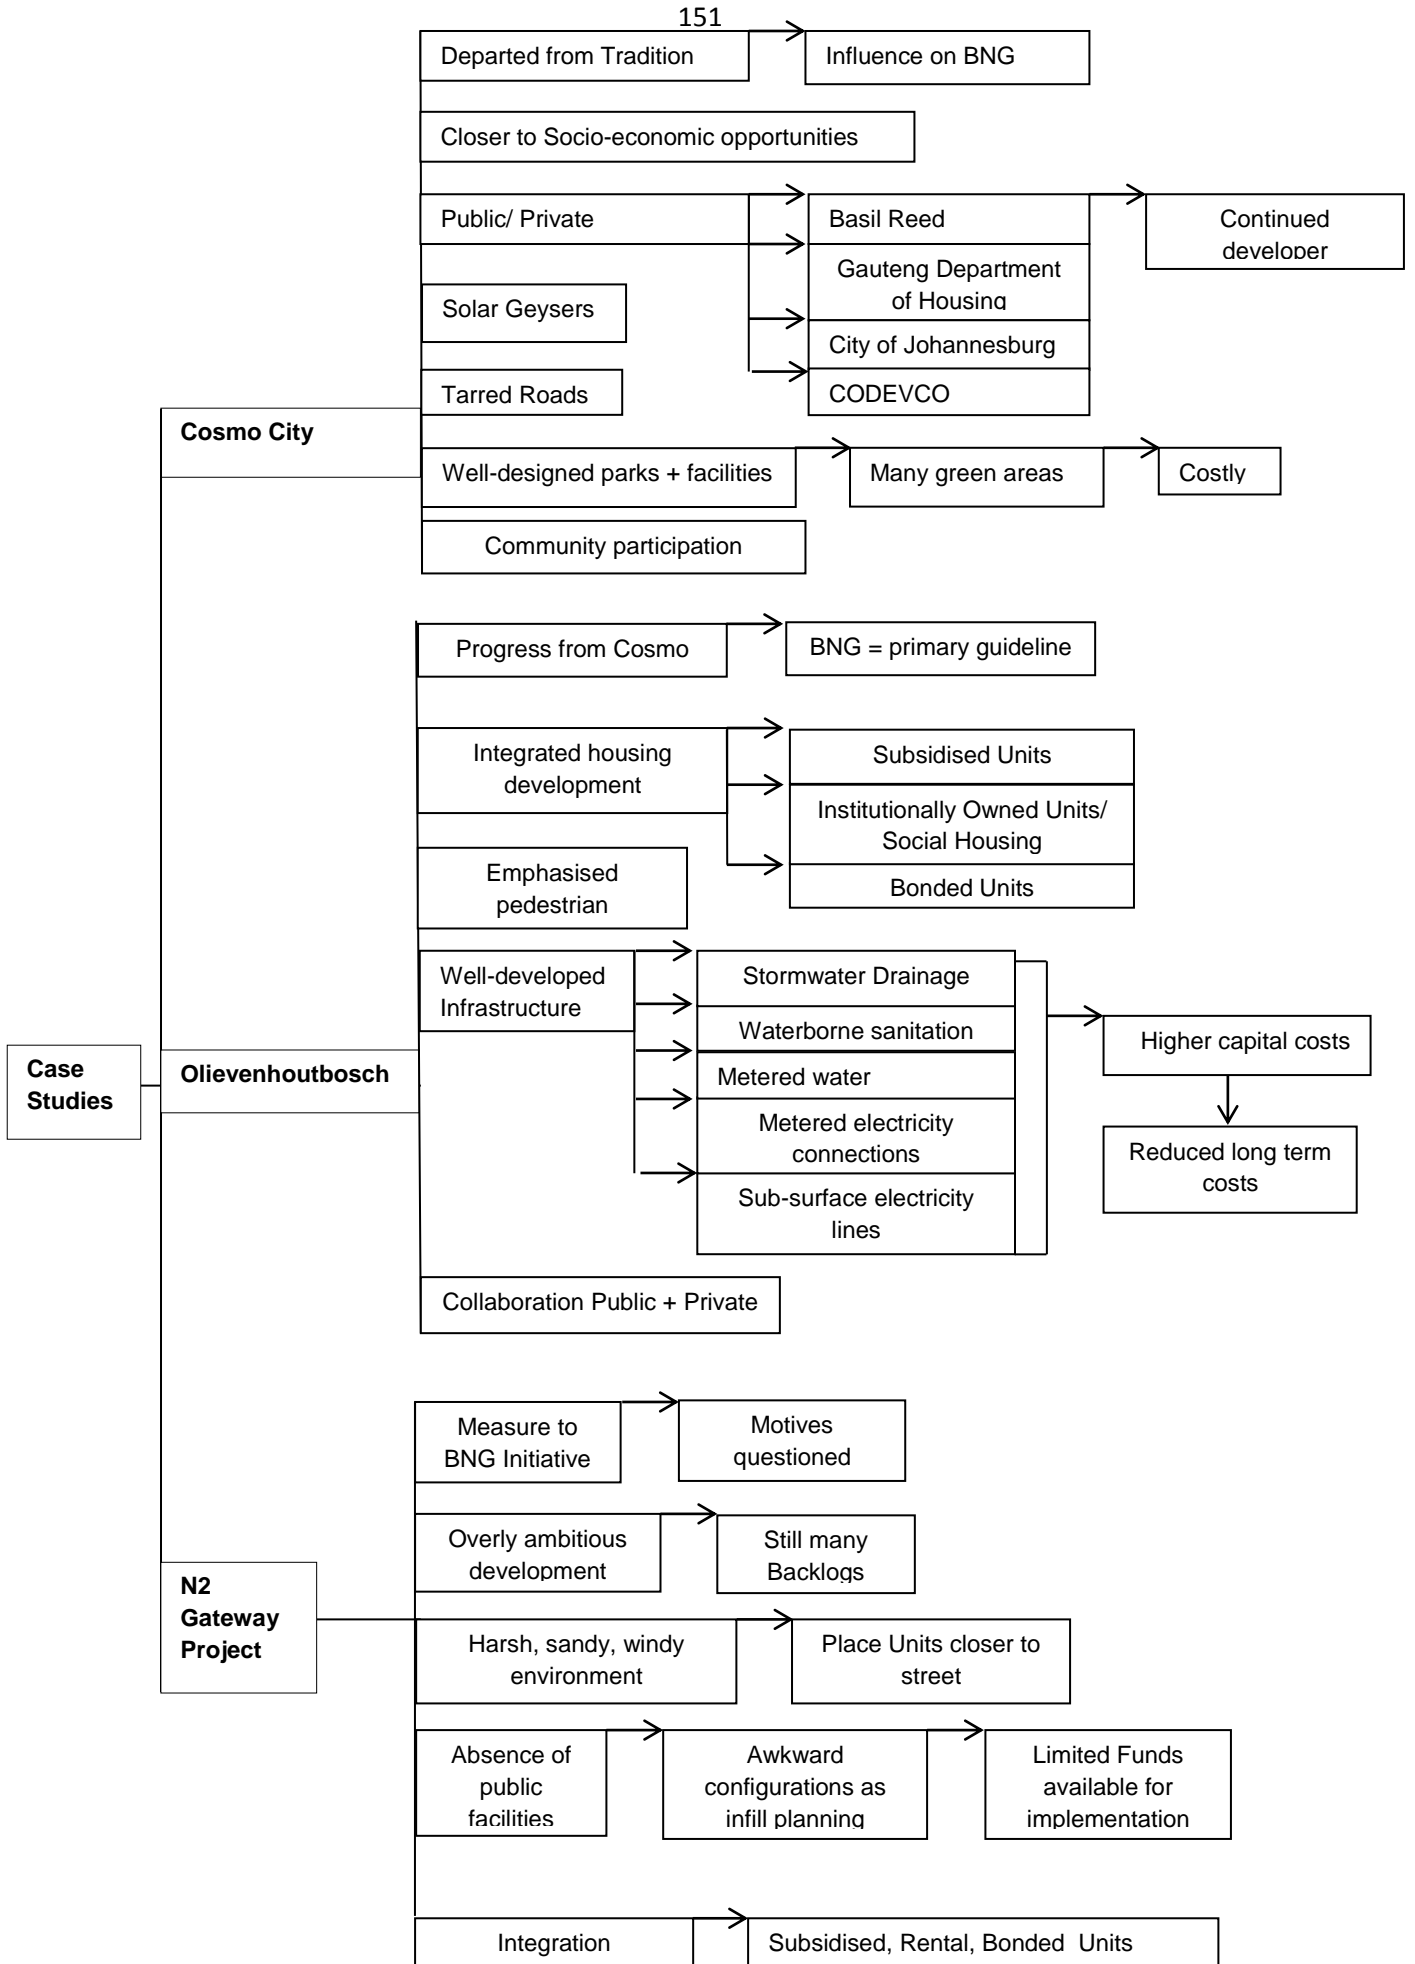 151
Departed from Tradition
Influence on BNG
Closer to Socio-economic opportunities
Public/ Private
Basil Reed
Continued
developer
Gauteng Department
of Housing
City of Johannesburg
CODEVCO
Solar Geysers
Tarred Roads
Cosmo City
Well-designed parks + facilities
Many green areas
Costly
Community participation
Progress from Cosmo
BNG = primary guideline
Integrated housing
development
Subsidised Units
Institutionally Owned Units/
Social Housing
Bonded Units
Emphasised
pedestrian
Well-developed
Infrastructure
Stormwater Drainage
Waterborne sanitation
Metered water
Metered electricity
connections
Sub-surface electricity
lines
Higher capital costs
Reduced long term
costs
Case
Studies
Olievenhoutbosch
Collaboration Public + Private
Measure to
BNG Initiative
Motives
questioned
Overly ambitious
development
Still many
Backlogs
N2
Gateway
Project
Harsh, sandy, windy
environment
Place Units closer to
street
Absence of
public
facilities
Awkward
configurations as
infill planning
Limited Funds
available for
implementation
Integration
Subsidised, Rental, Bonded Units